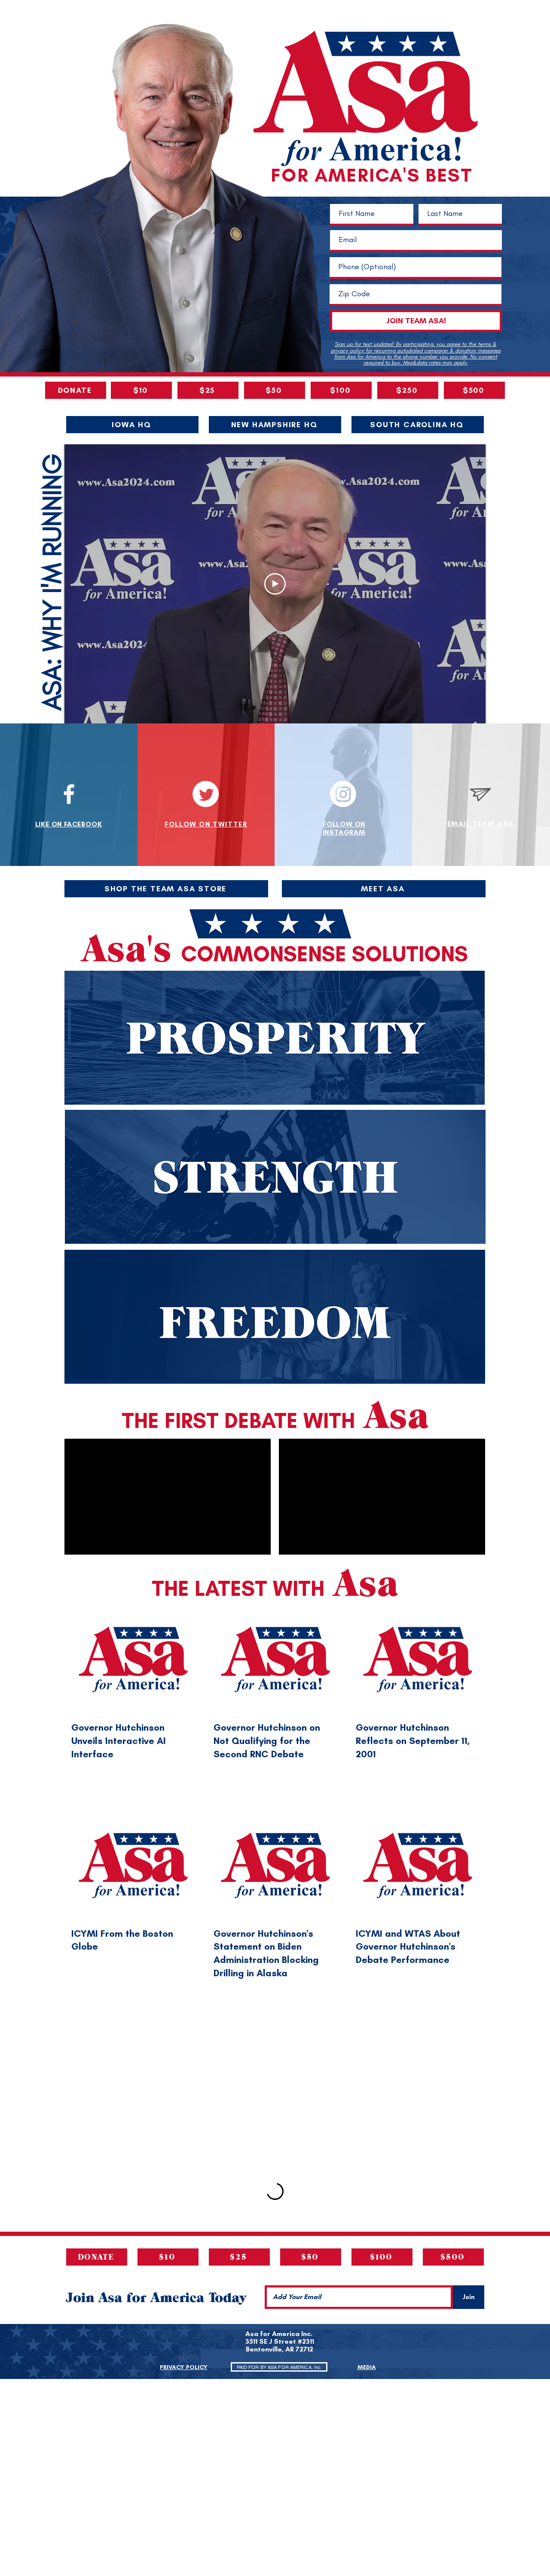 Asa
for America!
FOR AMERICA'S BEST
First Name
Last Name
Email
Phone (Optional)
Zip Code
JOIN TEAM ASA!
Sign up for text updated! By participating, you agree to the terms &
privacy policy for recurring autodialed campaign & donation messages
from Asa for America to the phone number you provide. No consent
required to buy. Msg&data rates may apply.
DONATE
$10
$25
$50
$100
$250
$500
IOWA HQ
NEW HAMPSHIRE HQ
SOUTH CAROLINA HQ
ASA: WHY I'M RUNNING
www.Asa2024.com
Asa
for America!
LIKE ON FACEBOOK
FOLLOW ON TWITTER
FOLLOW ON
INSTAGRAM
EMAIL TEAM ASA
SHOP THE TEAM ASA STORE
MEET ASA
Asa's COMMONSENSE SOLUTIONS
PROSPERITY
STRENGTH
FREEDOM
THE FIRST DEBATE WITH Asa
THE LATEST WITH Asa
Asa
for America!
Asa
for America!
Asa
for America!
Governor Hutchinson
Unveils Interactive AI
Interface
Governor Hutchinson on
Not Qualifying for the
Second RNC Debate
Governor Hutchinson
Reflects on September 11,
2001
Asa
for America!
Asa
for America!
Asa
for America!
ICYMI From the Boston
Globe
Governor Hutchinson's
Statement on Biden
Administration Blocking
Drilling in Alaska
ICYMI and WTAS About
Governor Hutchinson's
Debate Performance
DONATE
$10
$25
$50
$100
$500
Join Asa for America Today
Add Your Email
Join
Asa for America Inc.
3511 SE J Street #2311
Bentonville, AR 72712
PRIVACY POLICY
PAID FOR BY ASA FOR AMERICA, Inc.
MEDIA